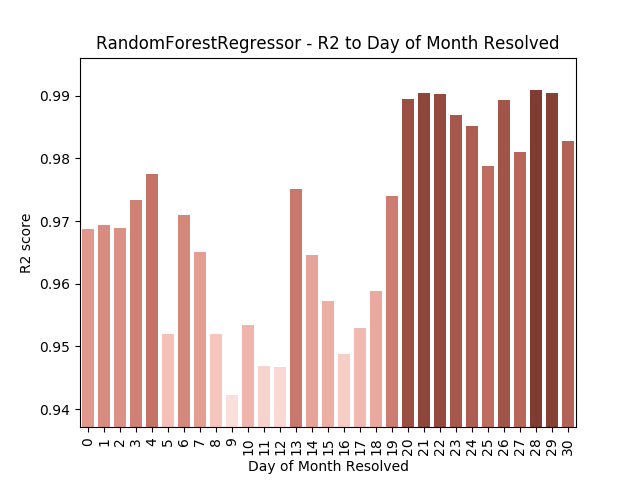 RandomForestRegressor - R2 to Day of Month Resolved
0.99
0.98
0.97
0.96
0.95
0.94
R2 score
0 1 2 3 4 5 6 7 8 9 10 11 12 13 14 15 16 17 18 19 20 21 22 23 24 25 26 27 28 29 30
Day of Month Resolved